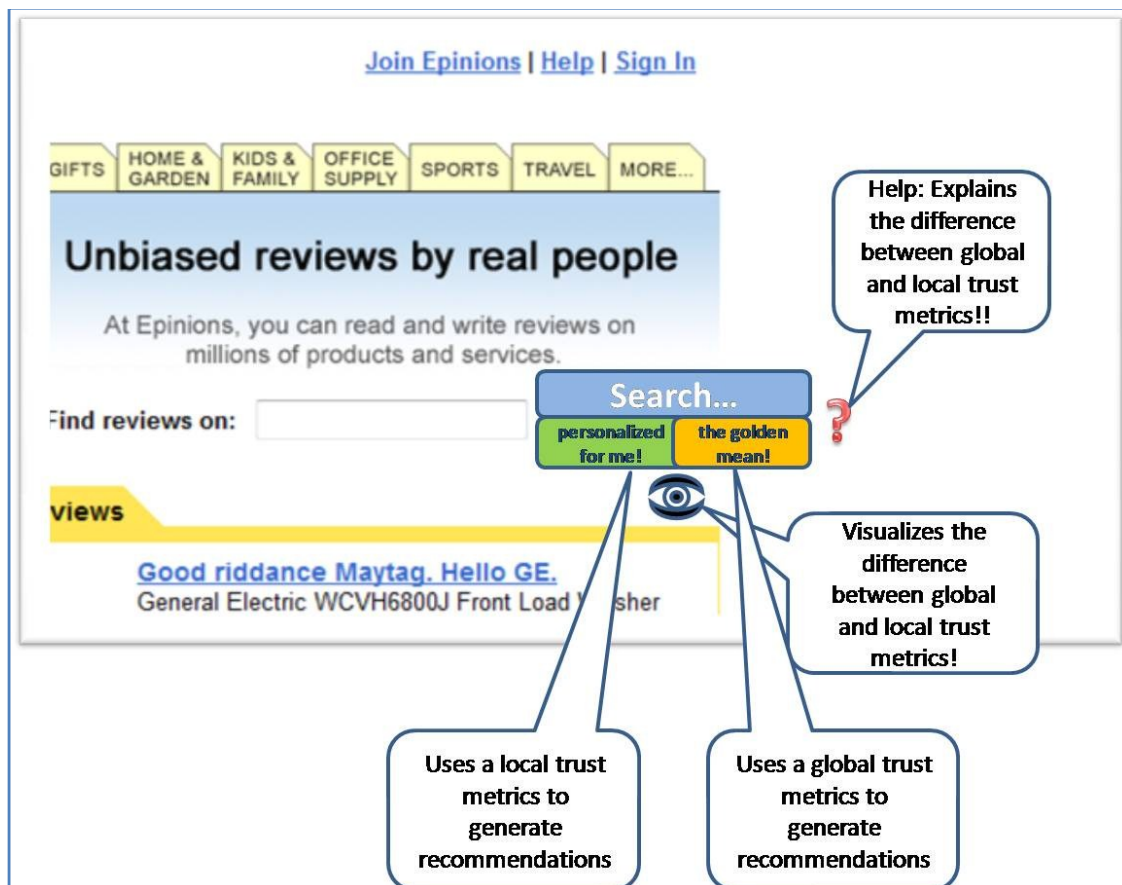 Join Epinions | Help | Sign In
GIFTS
HOME &
GARDEN
KIDS &
FAMILY
OFFICE
SUPPLY
SPORTS
TRAVEL
MORE...
Unbiased reviews by real people
At Epinions, you can read and write reviews on
millions of products and services.
Find reviews on:
Search...
personalized
for me!
the golden
mean!
?
Help: Explains
the difference
between global
and local trust
metrics!!
views
Good riddance Maytag. Hello GE.
General Electric WCVH6800J Front Load
Visualizes the
difference
between global
and local trust
metrics!
Uses a local trust
metrics to
generate
recommendations
Uses a global trust
metrics to
generate
recommendations